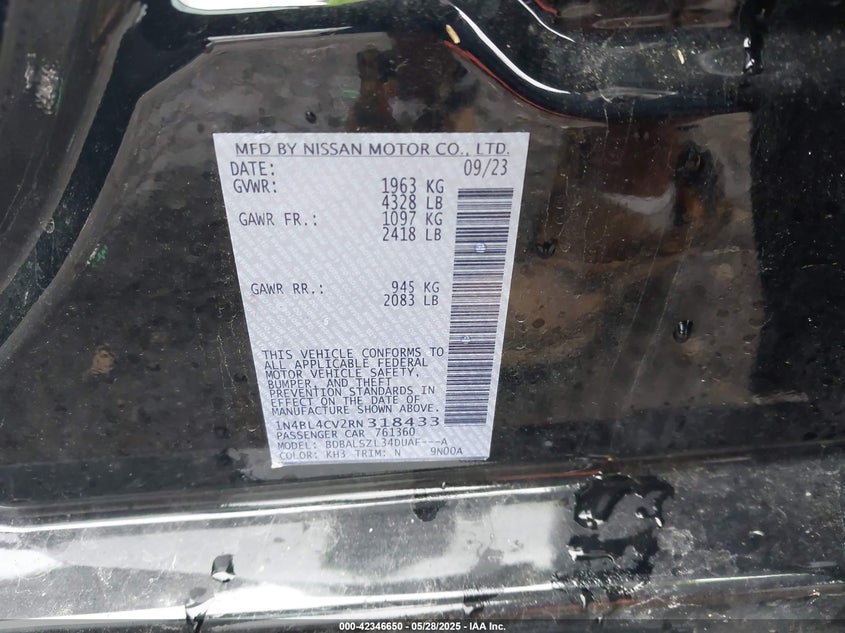 MFD BY NISSAN MOTOR CO., LTD.
DATE: 09/23
GVWR: 1963 KG
4328 LB
GAWR FR.: 1097 KG
2418 LB
GAWR RR.: 945 KG
2083 LB
THIS VEHICLE CONFORMS TO
ALL APPLICABLE FEDERAL
MOTOR VEHICLE SAFETY,
BUMPER, AND THEFT
PREVENTION STANDARDS IN
EFFECT ON THE DATE OF
MANUFACTURE SHOWN ABOVE.
1N4BL4CV2RN318433
PASSENGER CAR 761360
MODEL: BDBALSZL34DUAF---A
COLOR: KH3 TRIM: N 9N00A
000-42346650 - 05/28/2025 - IAA Inc.